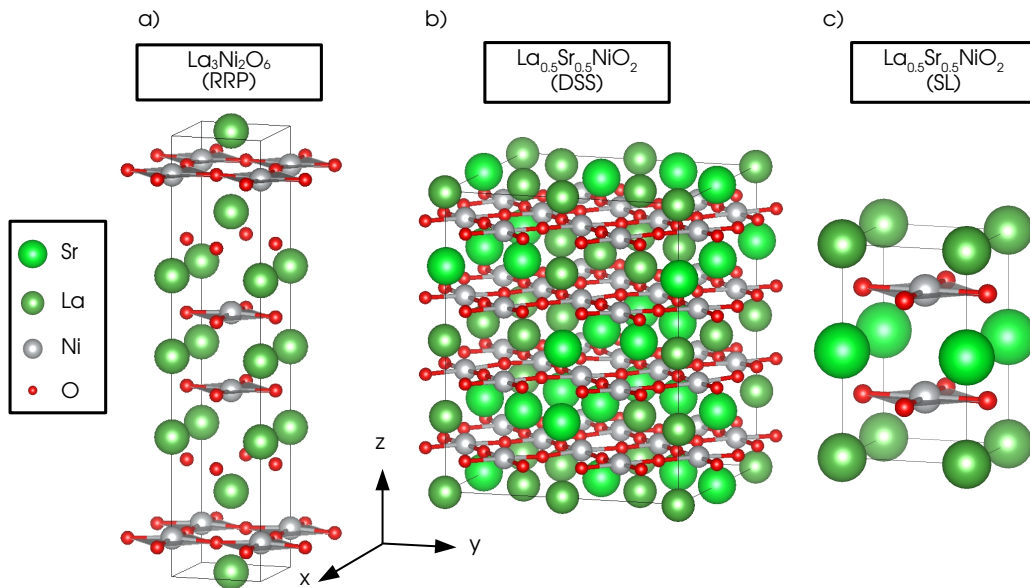 a)
La₃Ni₂O₆
(RRP)
b)
La₀.₅Sr₀.₅NiO₂
(DSS)
c)
La₀.₅Sr₀.₅NiO₂
(SL)
Sr
La
Ni
O
z
y
x